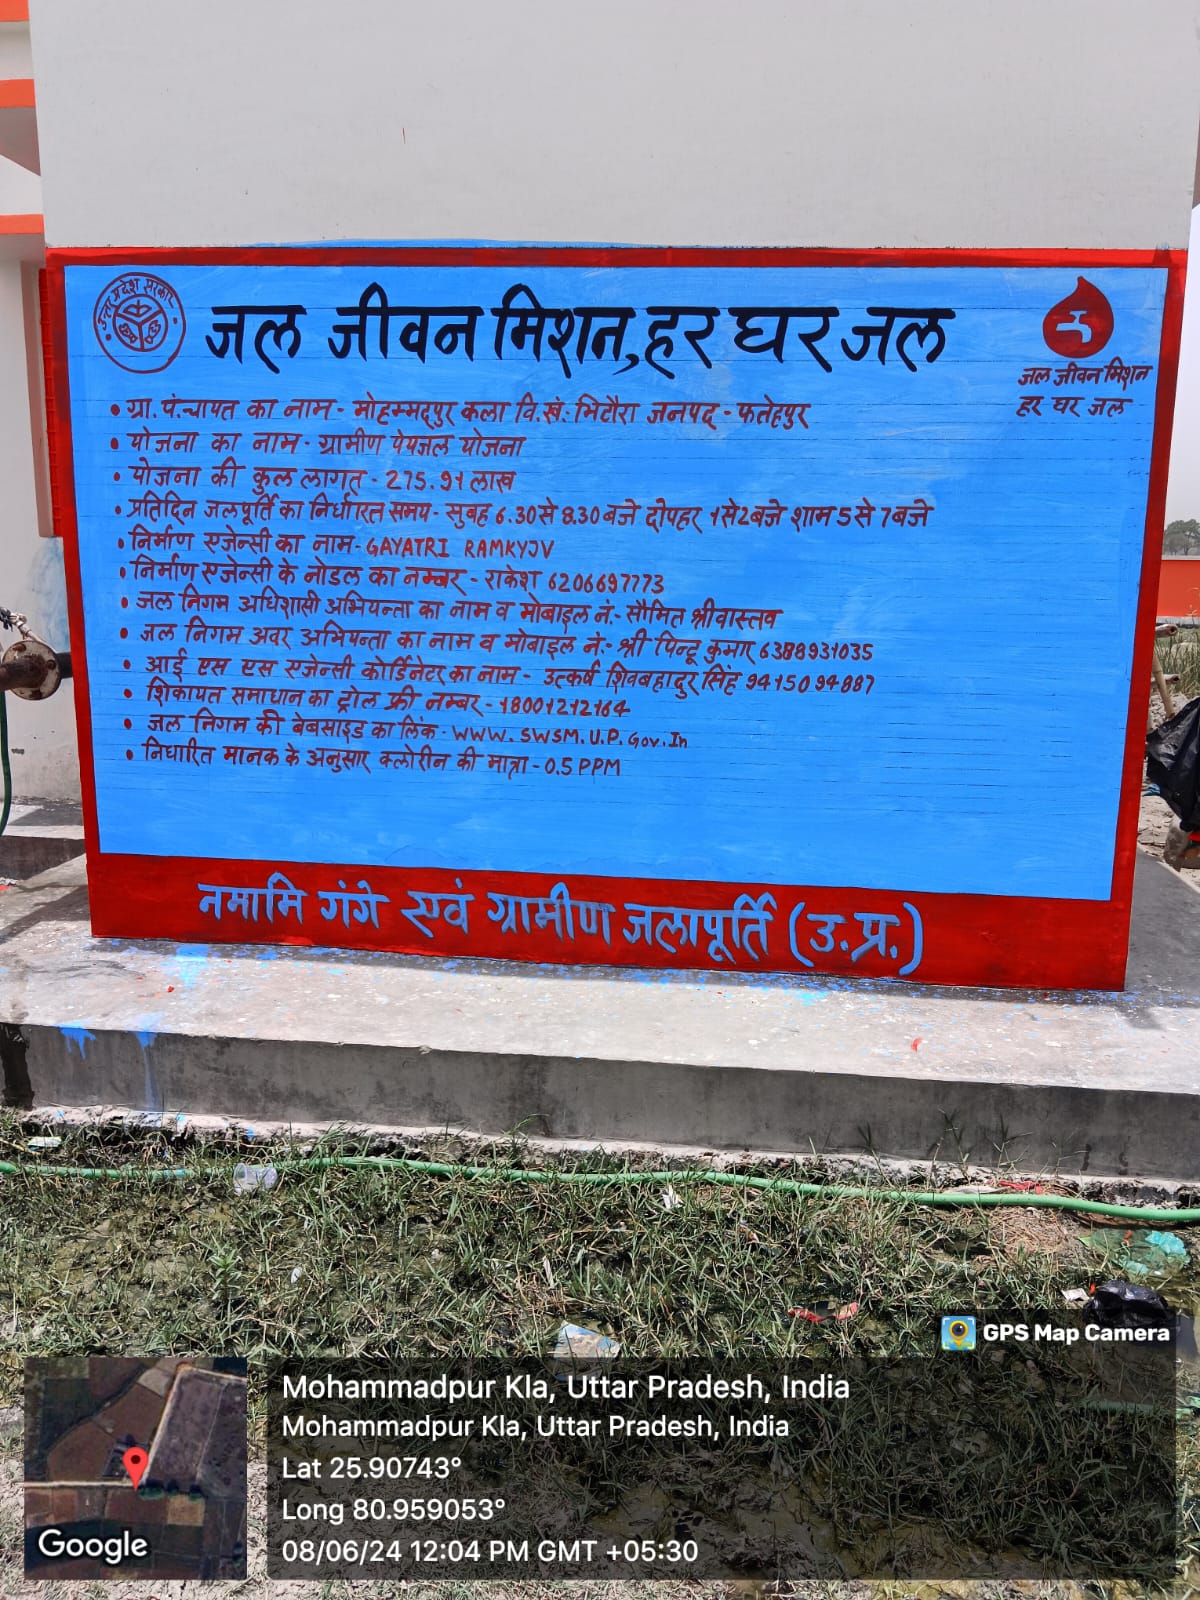 उत्तर प्रदेश सरकार
जल जीवन मिशन, हर घर जल
जल जीवन मिशन
हर घर जल
• ग्रा. पं.चायत का नाम - मोहम्मदपुर कला वि.खं.: भिटौरा जनपद - फतेहपुर
• योजना का नाम - ग्रामीण पेयजल योजना
• योजना की कुल लागत - 275.91 लाख
• प्रतिदिन जलपूर्ति का निर्धारित समय - सुबह 6.30 से 8.30 बजे दोपहर 1 से 2 बजे शाम 5 से 7 बजे
• निर्माण एजेन्सी का नाम - GAYATRI RAMKYJV
• निर्माण एजेन्सी के नोडल का नम्बर - राकेश 6206697773
• जल निगम अधिशासी अभियन्ता का नाम व मोबाइल नं.- सौमित श्रीवास्तव
• जल निगम अवर अभियन्ता का नाम व मोबाइल नं.- श्री पिन्टू कुमार 6388931035
• आई एस एस एजेन्सी कोर्डिनेटर का नाम - उत्कर्ष शिवबहादुर सिंह 9415094887
• शिकायत समाधान का ट्रोल फ्री नम्बर - 18001212164
• जल निगम की बेबसाइड का लिंक - WWW. SWSM. U.P. Gov. In
• निधारित मानक के अनुसार क्लोरीन की मात्रा - 0.5 PPM
नमामि गंगे एवं ग्रामीण जलापूर्ति (उ.प्र.)
GPS Map Camera
Mohammadpur Kla, Uttar Pradesh, India
Mohammadpur Kla, Uttar Pradesh, India
Lat 25.90743°
Long 80.959053°
08/06/24 12:04 PM GMT +05:30
Google